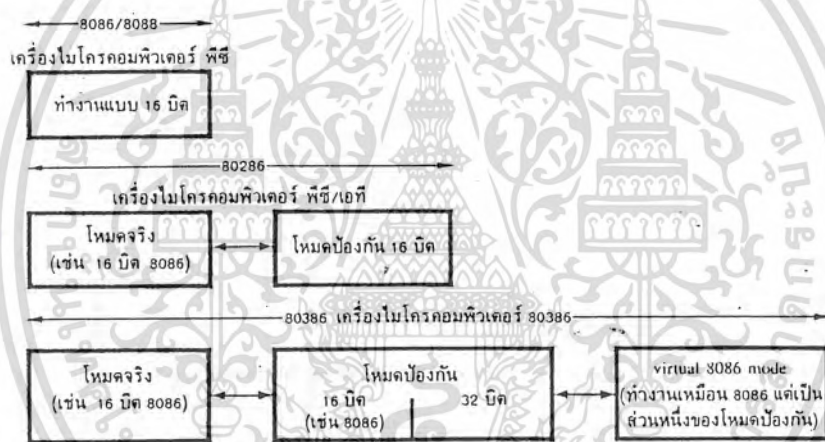 8086/8088
เครื่องไมโครคอมพิวเตอร์ พีซี
ทำงานแบบ 16 บิต
80286
เครื่องไมโครคอมพิวเตอร์ พีซี/เอที
โหมดจริง
(เช่น 16 บิต 8086)
โหมดป้องกัน 16 บิต
80386 เครื่องไมโครคอมพิวเตอร์ 80386
โหมดจริง
(เช่น 16 บิต 8086)
โหมดป้องกัน
16 บิต
(เช่น 8086)
32 บิต
virtual 8086 mode
(ทำงานเหมือน 8086 แต่เป็น
ส่วนหนึ่งของโหมดป้องกัน)